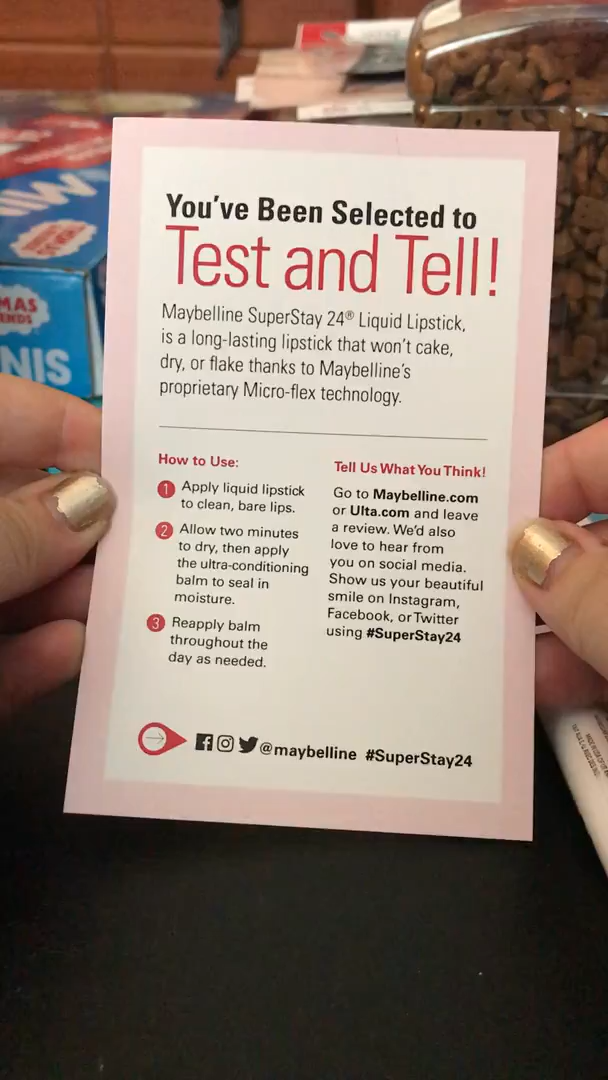 You've Been Selected to
Test and Tell!
Maybelline SuperStay 24® Liquid Lipstick,
is a long-lasting lipstick that won't cake,
dry, or flake thanks to Maybelline's
proprietary Micro-flex technology.
How to Use:
1 Apply liquid lipstick
to clean, bare lips.
2 Allow two minutes
to dry, then apply
the ultra-conditioning
balm to seal in
moisture.
3 Reapply balm
throughout the
day as needed.
Tell Us What You Think!
Go to Maybelline.com
or Ulta.com and leave
a review. We'd also
love to hear from
you on social media.
Show us your beautiful
smile on Instagram,
Facebook, or Twitter
using #SuperStay24
@maybelline #SuperStay24
MAS
ENDS
NIS